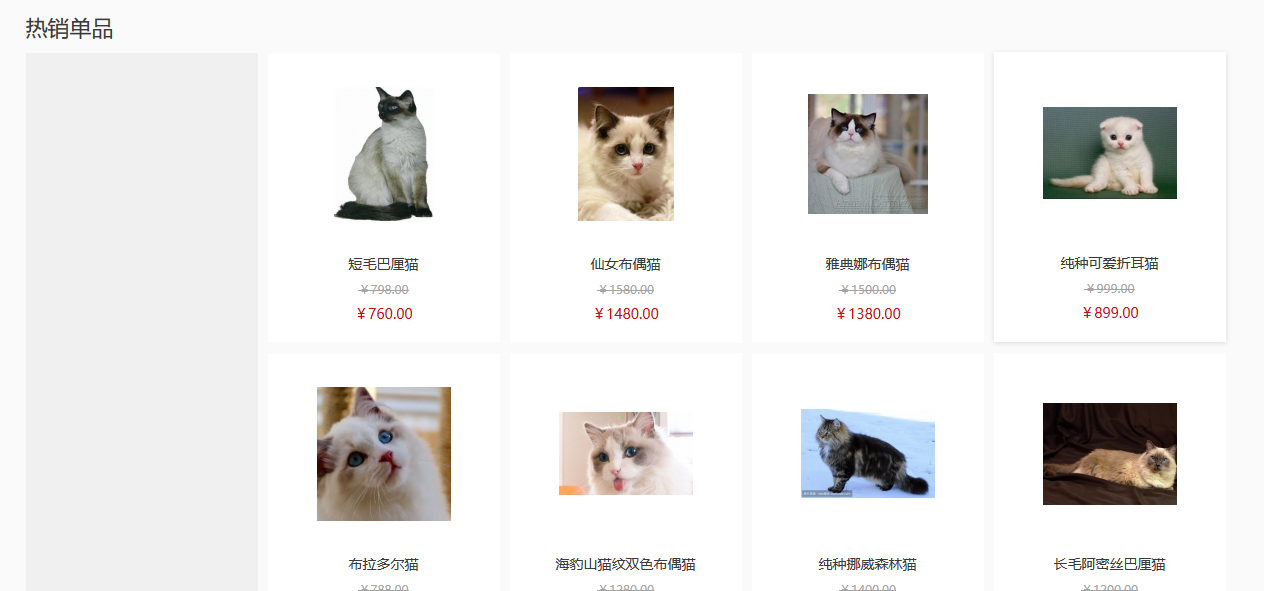 热销单品
短毛巴厘猫
￥798.00
￥760.00
仙女布偶猫
￥1580.00
￥1480.00
雅典娜布偶猫
￥1500.00
￥1380.00
纯种可爱折耳猫
￥999.00
￥899.00
布拉多尔猫
￥788.00
海豹山猫纹双色布偶猫
￥1280.00
纯种挪威森林猫
￥1400.00
长毛阿密丝巴厘猫
￥1200.00